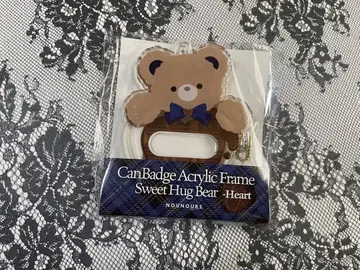 CanBadge Acrylic Frame
Sweet Hug Bear -Heart
NOUNOURS